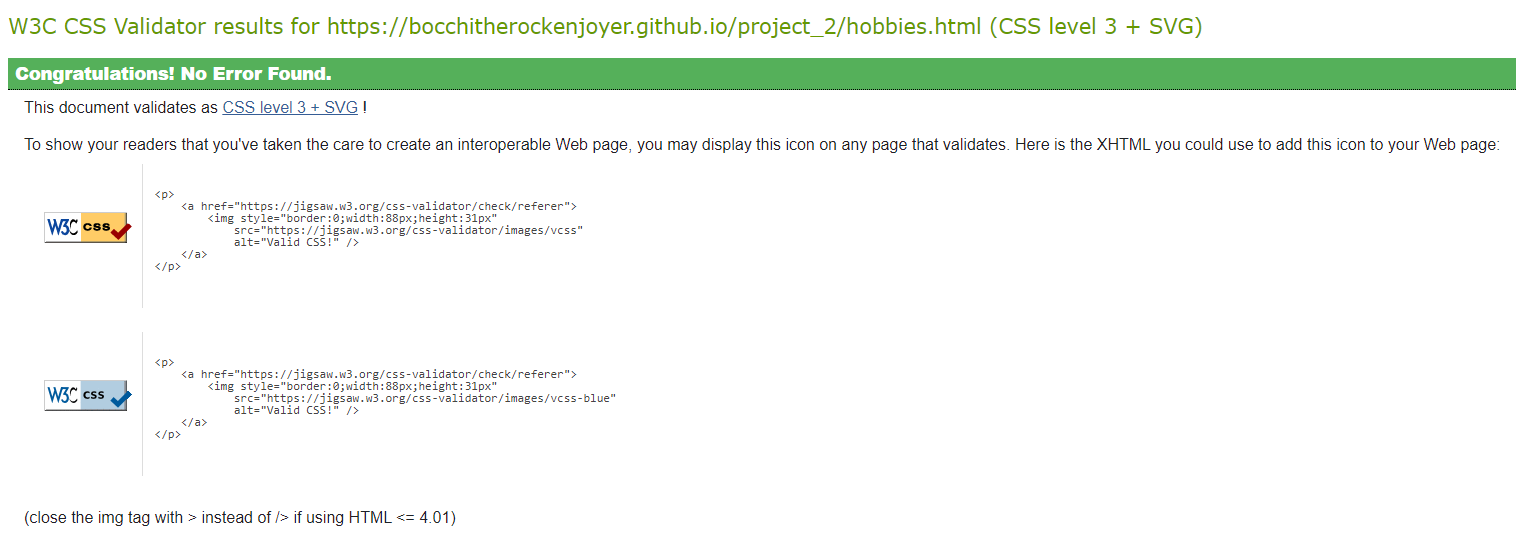 W3C CSS Validator results for https://bocchitherockenjoyer.github.io/project_2/hobbies.html (CSS level 3 + SVG)
Congratulations! No Error Found.
This document validates as CSS level 3 + SVG !
To show your readers that you've taken the care to create an interoperable Web page, you may display this icon on any page that validates. Here is the XHTML you could use to add this icon to your Web page:
W3C css
<p>
    <a href="https://jigsaw.w3.org/css-validator/check/referer">
        <img style="border:0;width:88px;height:31px"
            src="https://jigsaw.w3.org/css-validator/images/vcss"
            alt="Valid CSS!" />
    </a>
</p>
W3C css
<p>
    <a href="https://jigsaw.w3.org/css-validator/check/referer">
        <img style="border:0;width:88px;height:31px"
            src="https://jigsaw.w3.org/css-validator/images/vcss-blue"
            alt="Valid CSS!" />
    </a>
</p>
(close the img tag with > instead of /> if using HTML <= 4.01)